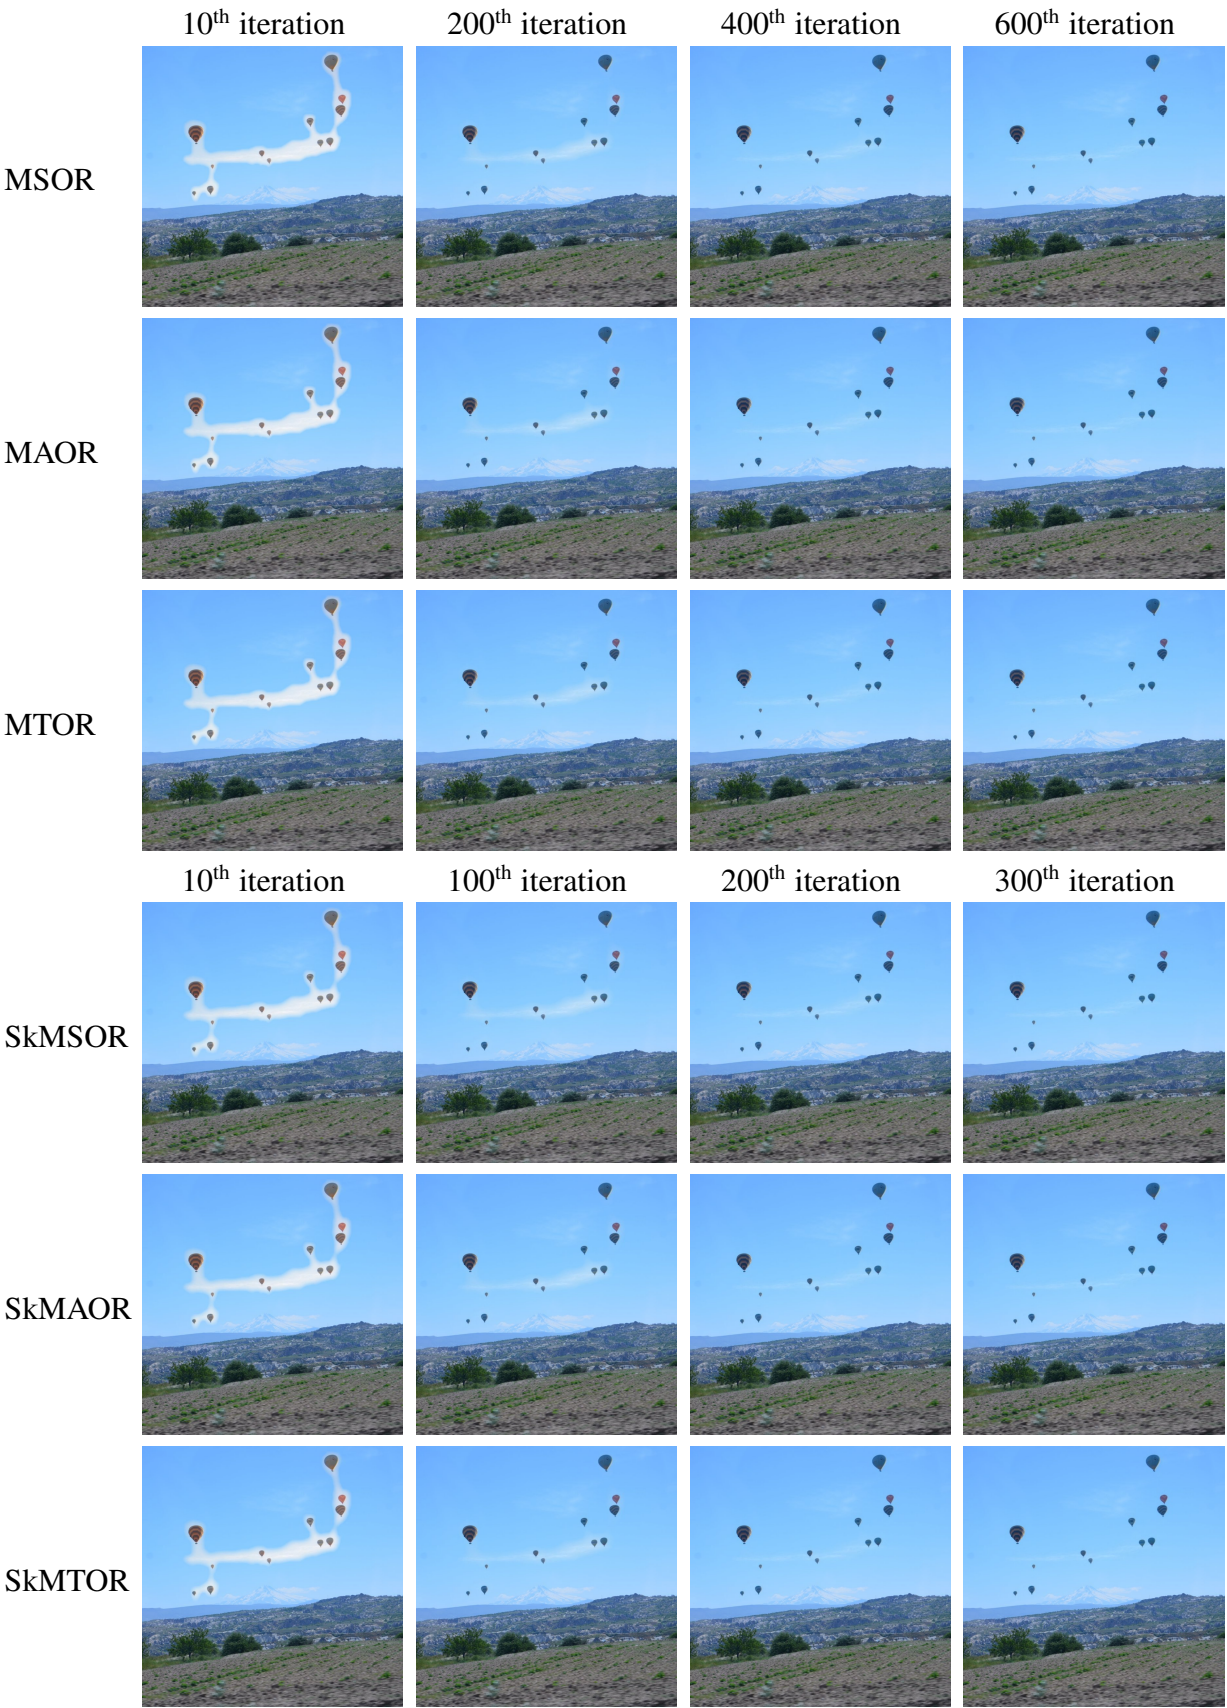 10th iteration 200th iteration 400th iteration 600th iteration
MSOR
MAOR
MTOR
10th iteration 100th iteration 200th iteration 300th iteration
SkMSOR
SkMAOR
SkMTOR